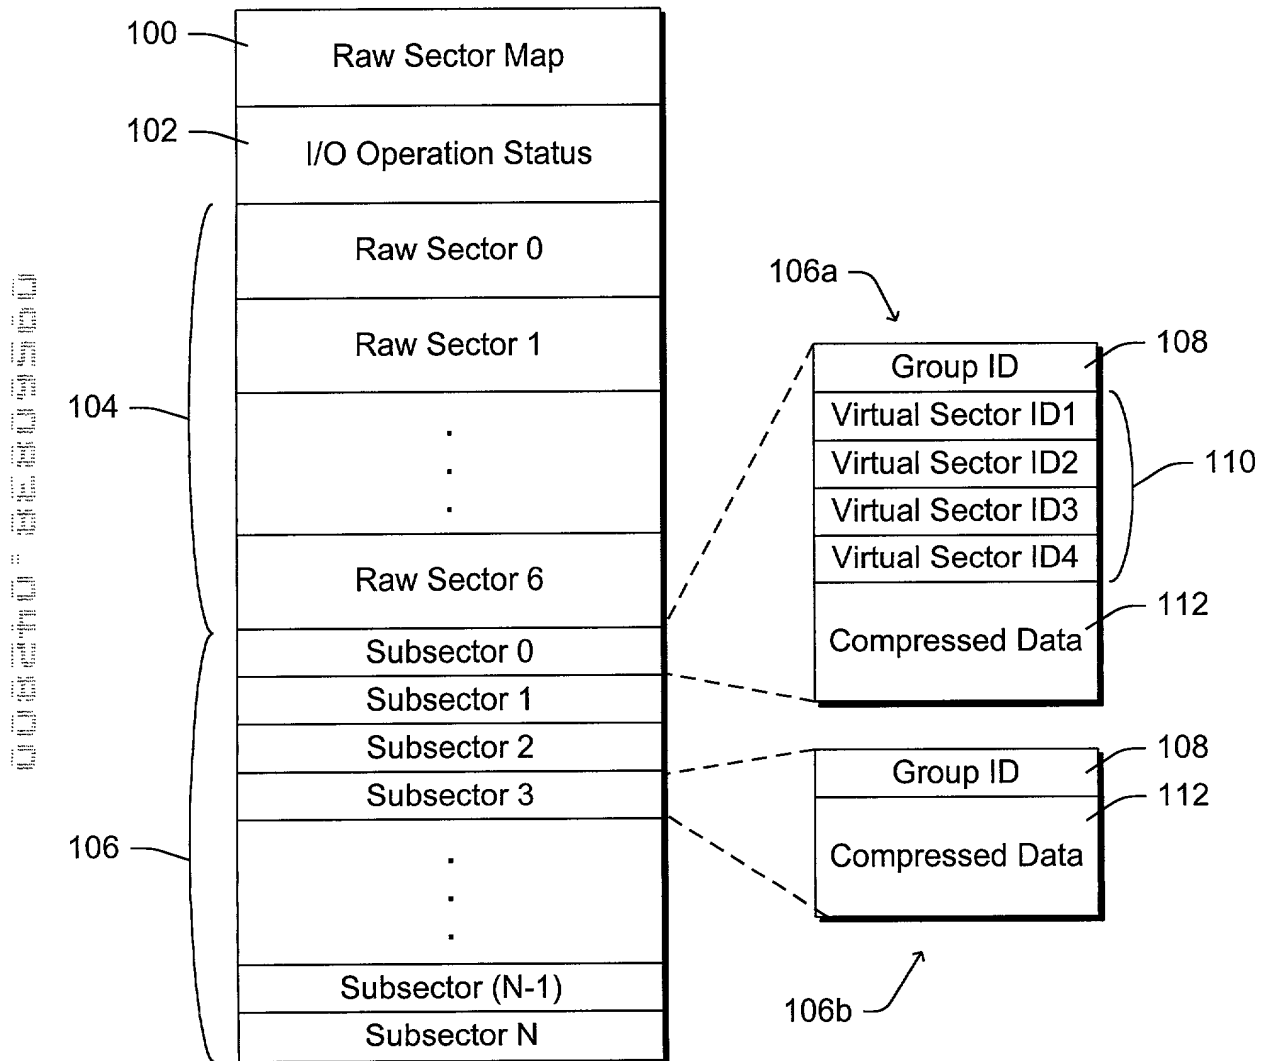 100
Raw Sector Map
102
I/O Operation Status
104
Raw Sector 0
Raw Sector 1
.
.
.
Raw Sector 6
106
Subsector 0
Subsector 1
Subsector 2
Subsector 3
.
.
.
Subsector (N-1)
Subsector N
106a
Group ID
108
Virtual Sector ID1
Virtual Sector ID2
Virtual Sector ID3
Virtual Sector ID4
110
Compressed Data
112
Group ID
108
Compressed Data
112
106b